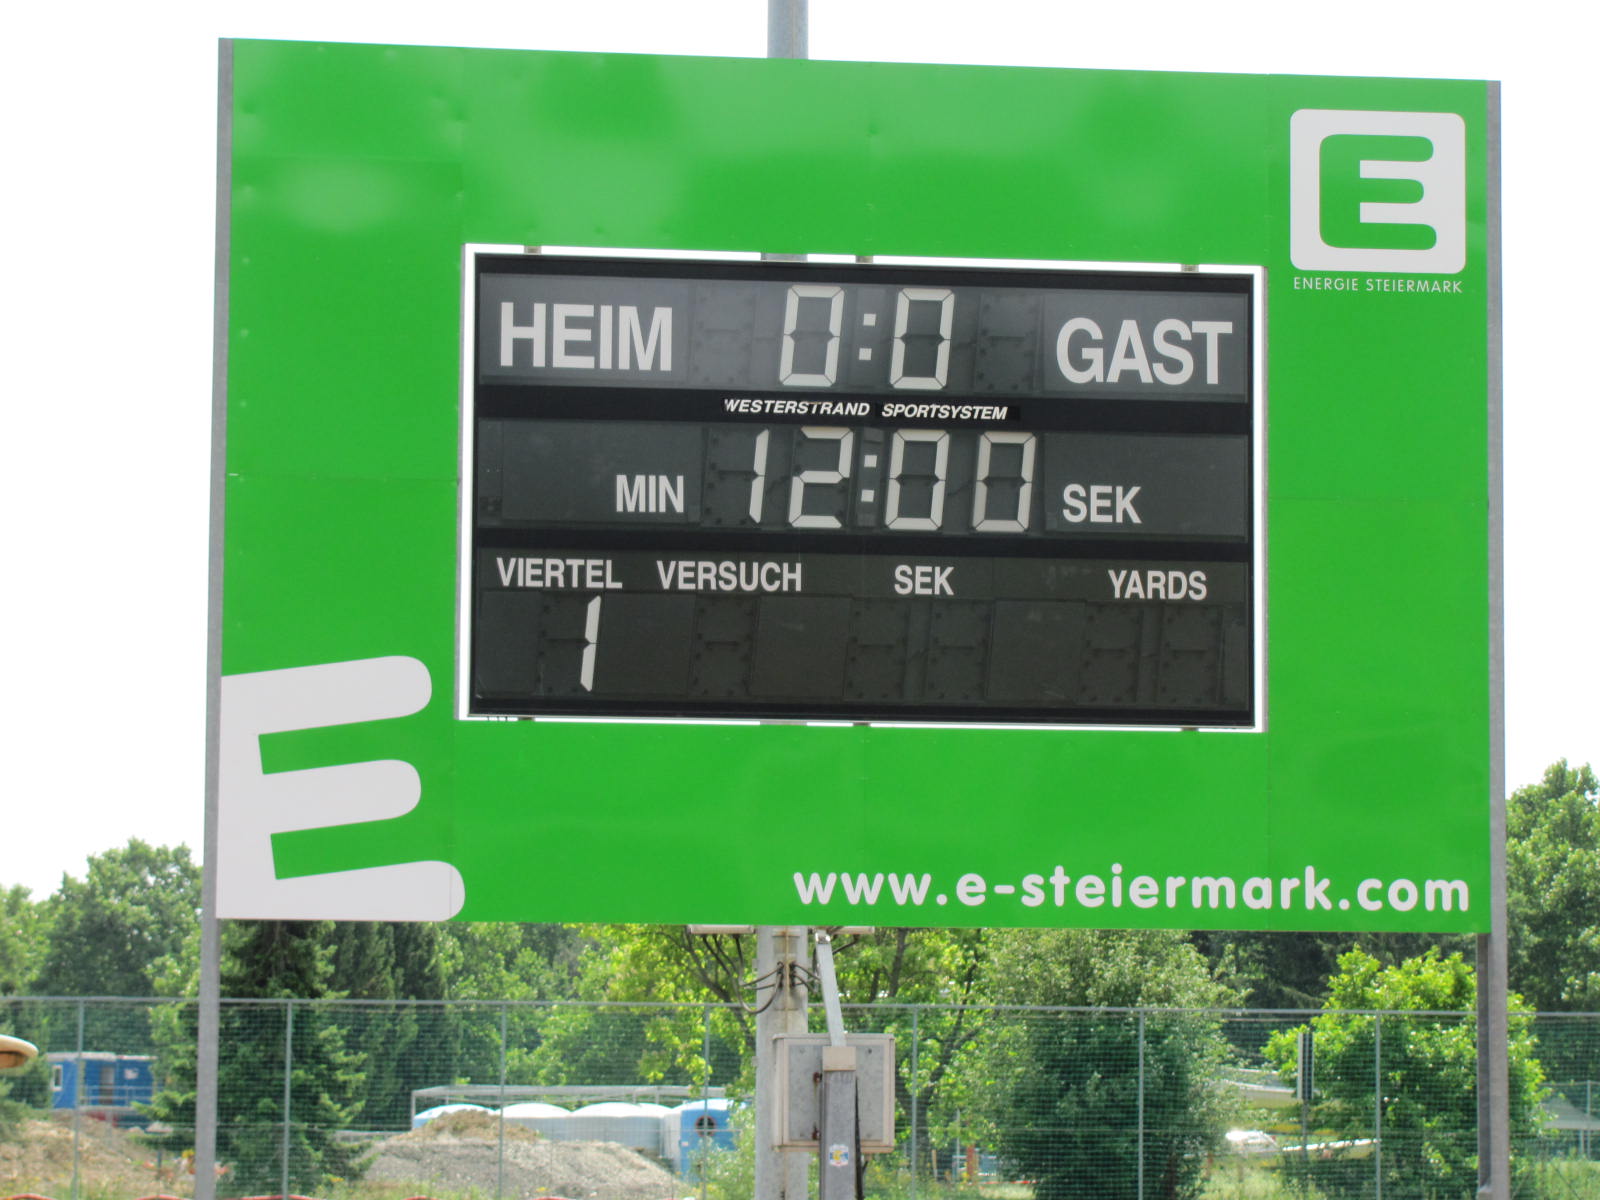 E
ENERGIE STEIERMARK
HEIM 0:0 GAST
WESTERSTRAND SPORTSYSTEM
MIN 12:00 SEK
VIERTEL VERSUCH SEK YARDS
1
E
www.e-steiermark.com